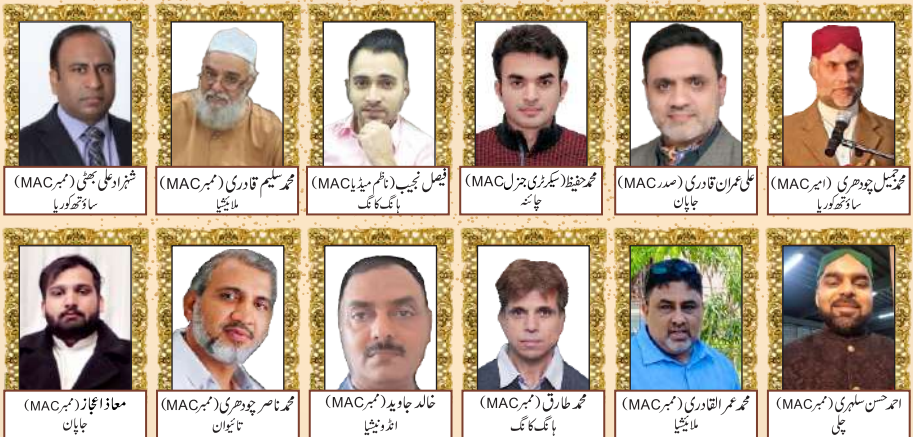 محمد جمیل چودھری (امیر MAC)
ساؤتھ کوریا
علی عمران قادری (صدر MAC)
جاپان
محمد حفیظ (سیکرٹری جنرل MAC)
چائنہ
فیصل نجیب (ناظم میڈیا MAC)
ہانگ کانگ
محمد سلیم قادری (ممبر MAC)
ملائیشیا
شہزاد علی بھٹی (ممبر MAC)
ساؤتھ کوریا
احمد حسن سلہری (ممبر MAC)
چلی
محمد عمر القادری (ممبر MAC)
ملائیشیا
محمد طارق (ممبر MAC)
ہانگ کانگ
خالد جاوید (ممبر MAC)
انڈونیشیا
محمد ناصر چودھری (ممبر MAC)
تائیوان
معاذ اعجاز (ممبر MAC)
جاپان